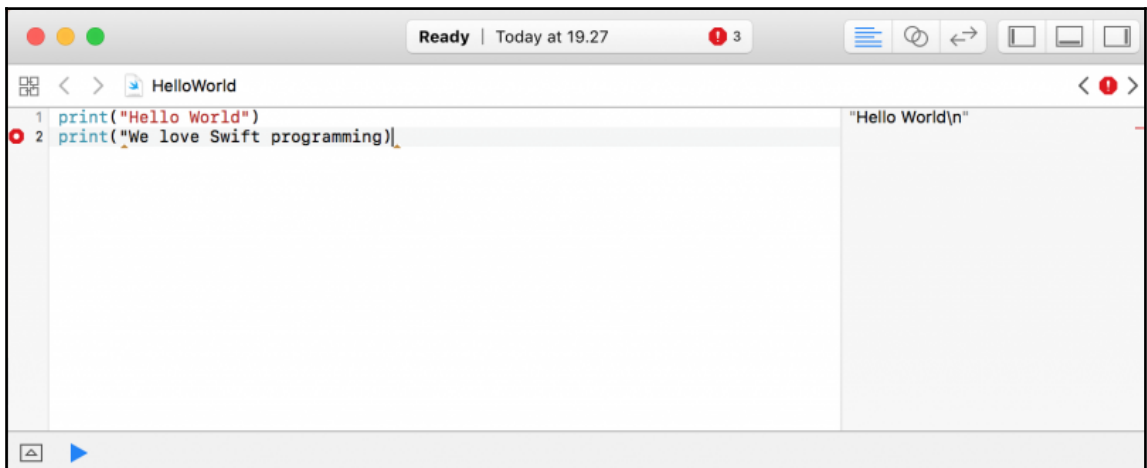 Ready | Today at 19.27 3
HelloWorld
1 print("Hello World")
"Hello World\n"
2 print("We love Swift programming)